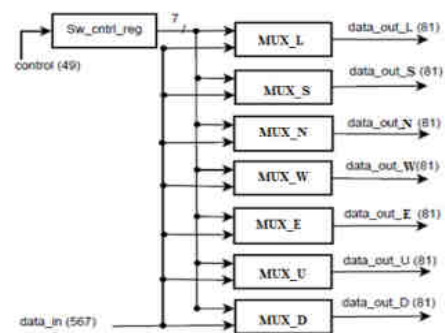 Sw_cntrl_reg
7
control (49)
MUX_L
data_out_L (81)
MUX_S
data_out_S (81)
MUX_N
data_out_N (81)
MUX_W
data_out_W(81)
MUX_E
data_out_E (81)
MUX_U
data_out_U (81)
MUX_D
data_out_D (81)
data_in (567)